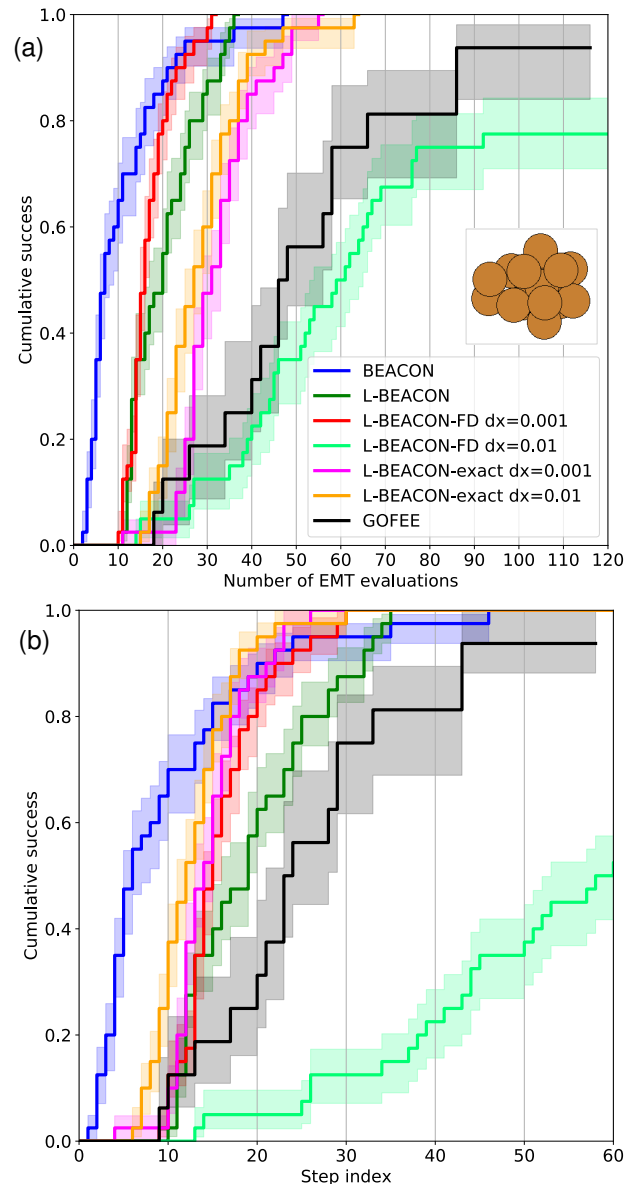 (a)
1.0
0.8
0.6
0.4
0.2
0.0
Cumulative success
BEACON
L-BEACON
L-BEACON-FD dx=0.001
L-BEACON-FD dx=0.01
L-BEACON-exact dx=0.001
L-BEACON-exact dx=0.01
GOFEE
0 10 20 30 40 50 60 70 80 90 100 110 120
Number of EMT evaluations
(b)
1.0
0.8
0.6
0.4
0.2
0.0
Cumulative success
0 10 20 30 40 50 60
Step index